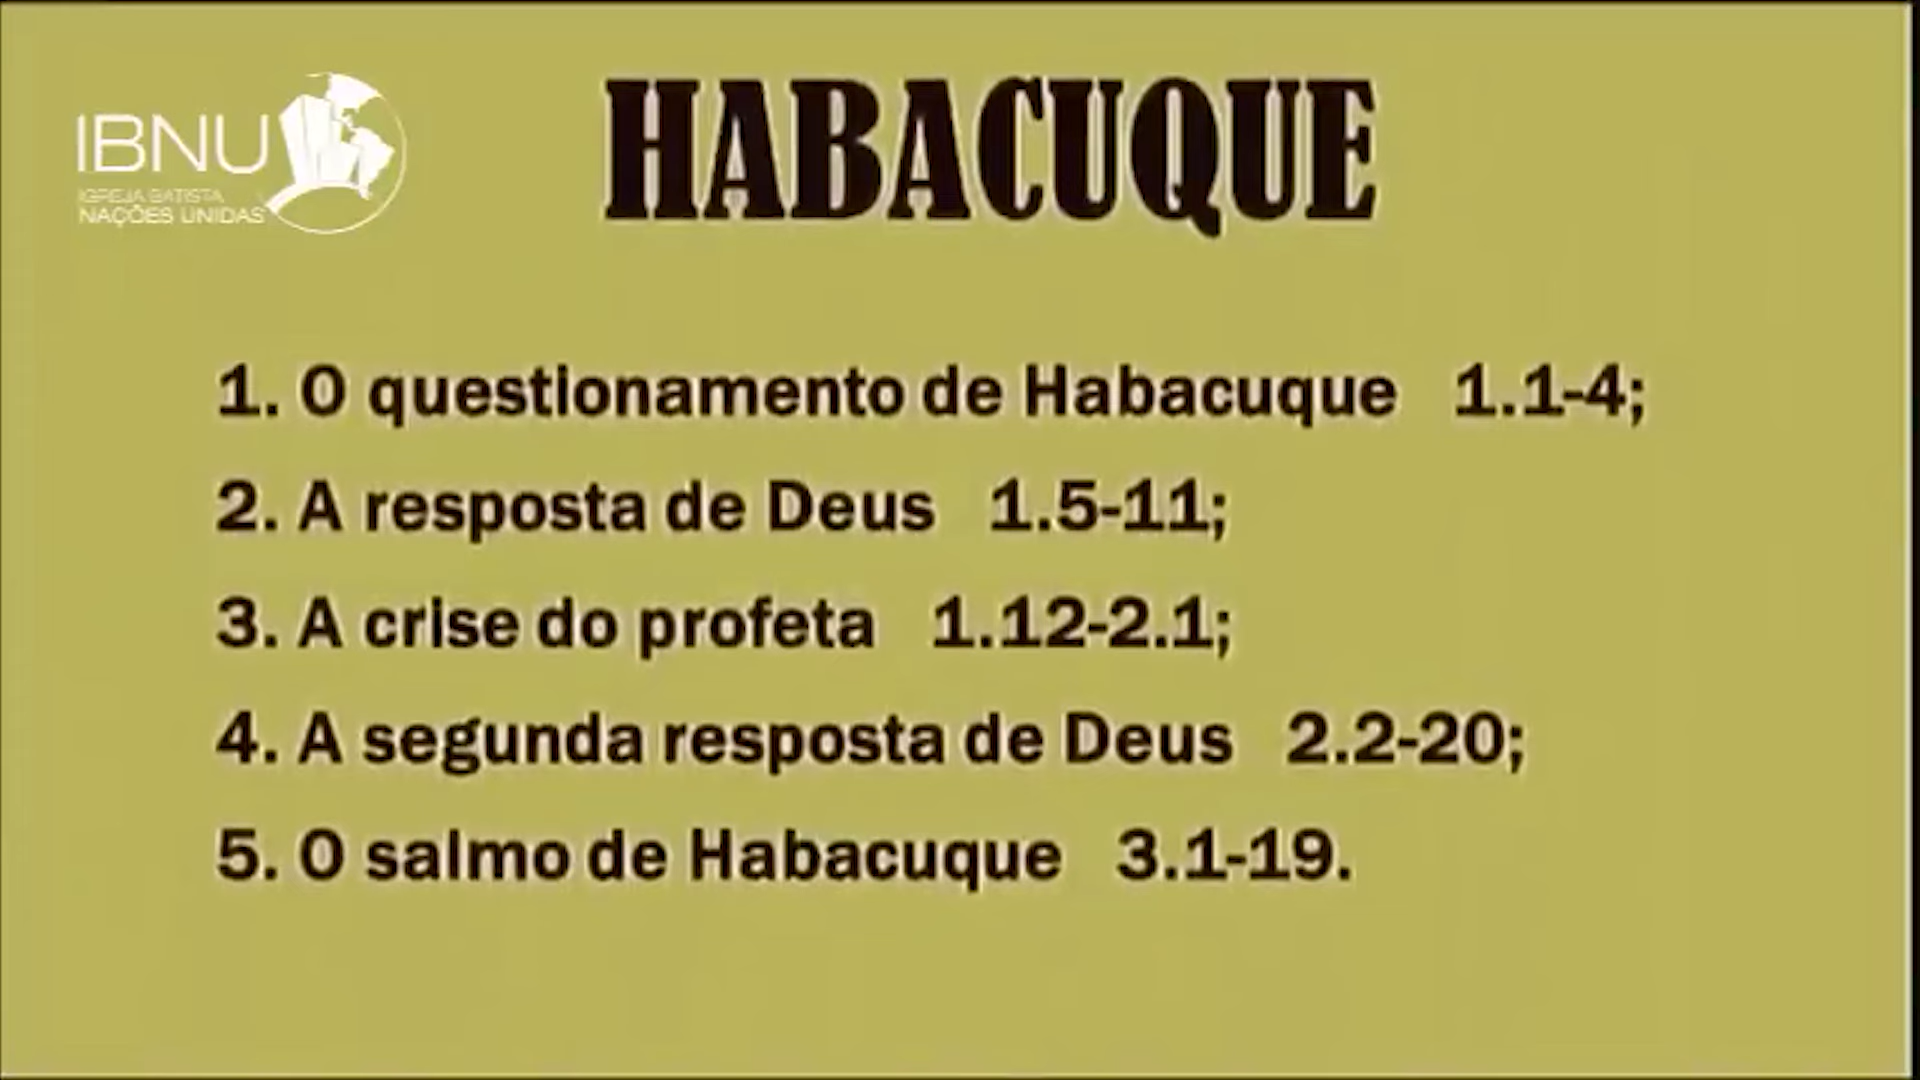 IBNU
IGREJA BATISTA
NAÇÕES UNIDAS
HABACUQUE
1. O questionamento de Habacuque 1.1-4;
2. A resposta de Deus 1.5-11;
3. A crise do profeta 1.12-2.1;
4. A segunda resposta de Deus 2.2-20;
5. O salmo de Habacuque 3.1-19.